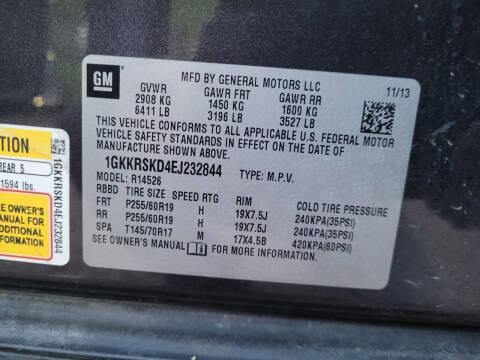 GM
MFD BY GENERAL MOTORS LLC 11/13
GVWR GAWR FRT GAWR RR
2908 KG 1450 KG 1600 KG
6411 LB 3196 LB 3527 LB
THIS VEHICLE CONFORMS TO ALL APPLICABLE U.S. FEDERAL MOTOR
VEHICLE SAFETY STANDARDS IN EFFECT ON THE DATE OF
MANUFACTURE SHOWN ABOVE.
1GKKRSKD4EJ232844 TYPE: M.P.V.
MODEL: R14526
RBBD TIRE SIZE SPEED RTG RIM COLD TIRE PRESSURE
FRT P255/60R19 H 19X7.5J 240KPA(35PSI)
RR P255/60R19 H 19X7.5J 240KPA(35PSI)
SPA T145/70R17 M 17X4.5B 420KPA(60PSI)
SEE OWNER'S MANUAL FOR MORE INFORMATION.
REAR 5
1594 lbs.
OWNER'S
MANUAL FOR
ADDITIONAL
INFORMATION
1GKKRSKD4EJ232844